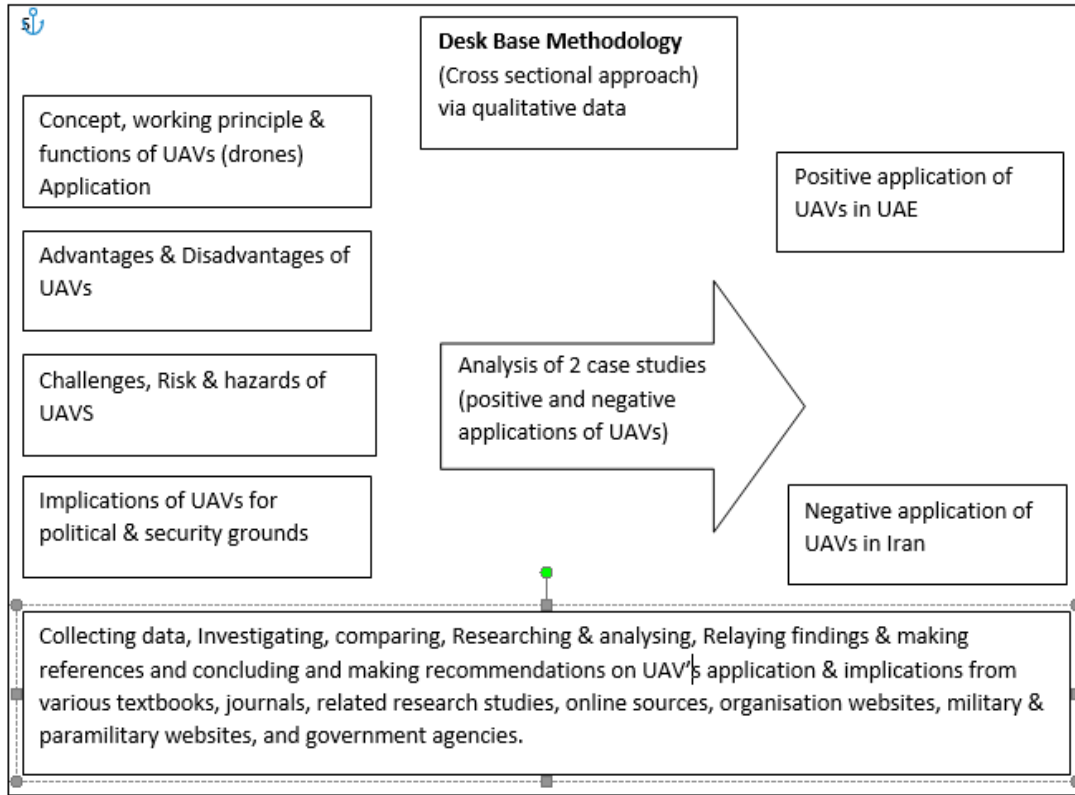 5
Desk Base Methodology
(Cross sectional approach)
via qualitative data
Concept, working principle &
functions of UAVs (drones)
Application
Positive application of
UAVs in UAE
Advantages & Disadvantages of
UAVs
Challenges, Risk & hazards of
UAVS
Analysis of 2 case studies
(positive and negative
applications of UAVs)
Implications of UAVs for
political & security grounds
Negative application of
UAVs in Iran
Collecting data, Investigating, comparing, Researching & analysing, Relaying findings & making
references and concluding and making recommendations on UAV's application & implications from
various textbooks, journals, related research studies, online sources, organisation websites, military &
paramilitary websites, and government agencies.